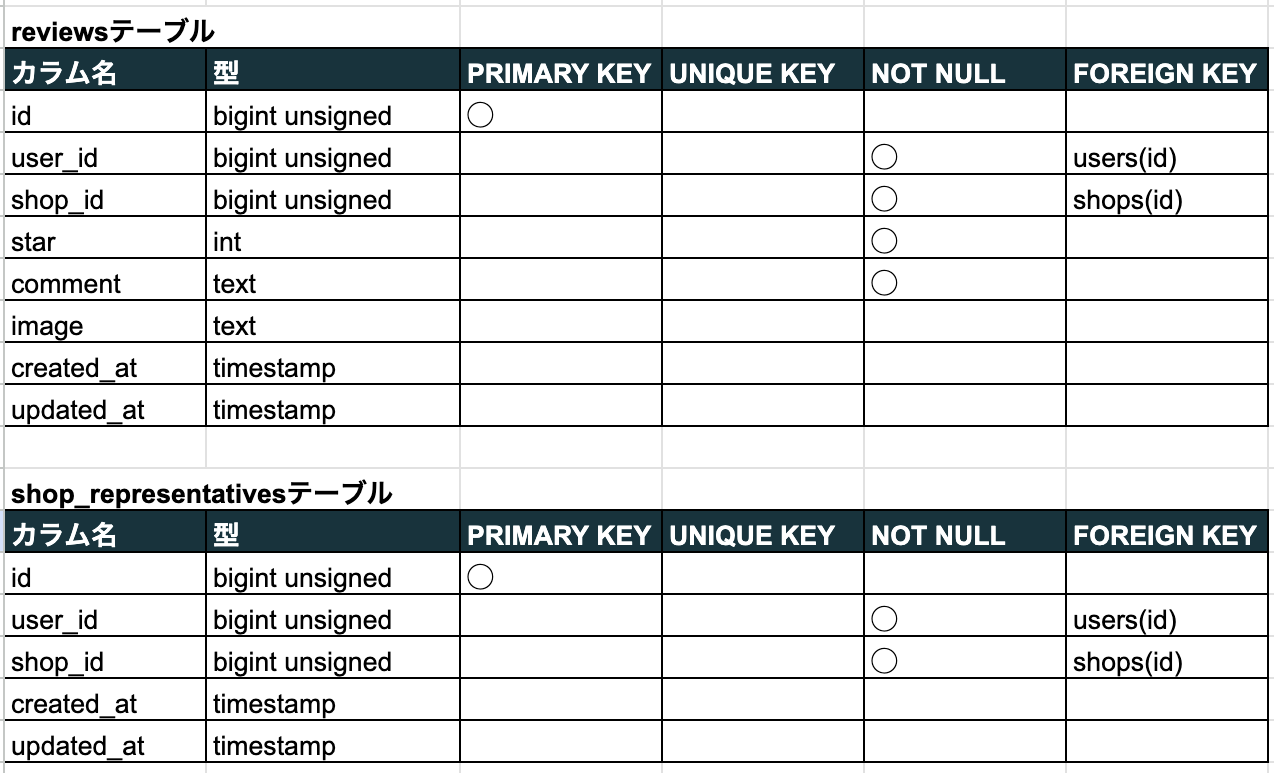 reviewsテーブル
カラム名 型 PRIMARY KEY UNIQUE KEY NOT NULL FOREIGN KEY
id bigint unsigned ◯
user_id bigint unsigned ◯ users(id)
shop_id bigint unsigned ◯ shops(id)
star int ◯
comment text ◯
image text
created_at timestamp
updated_at timestamp
shop_representativesテーブル
カラム名 型 PRIMARY KEY UNIQUE KEY NOT NULL FOREIGN KEY
id bigint unsigned ◯
user_id bigint unsigned ◯ users(id)
shop_id bigint unsigned ◯ shops(id)
created_at timestamp
updated_at timestamp